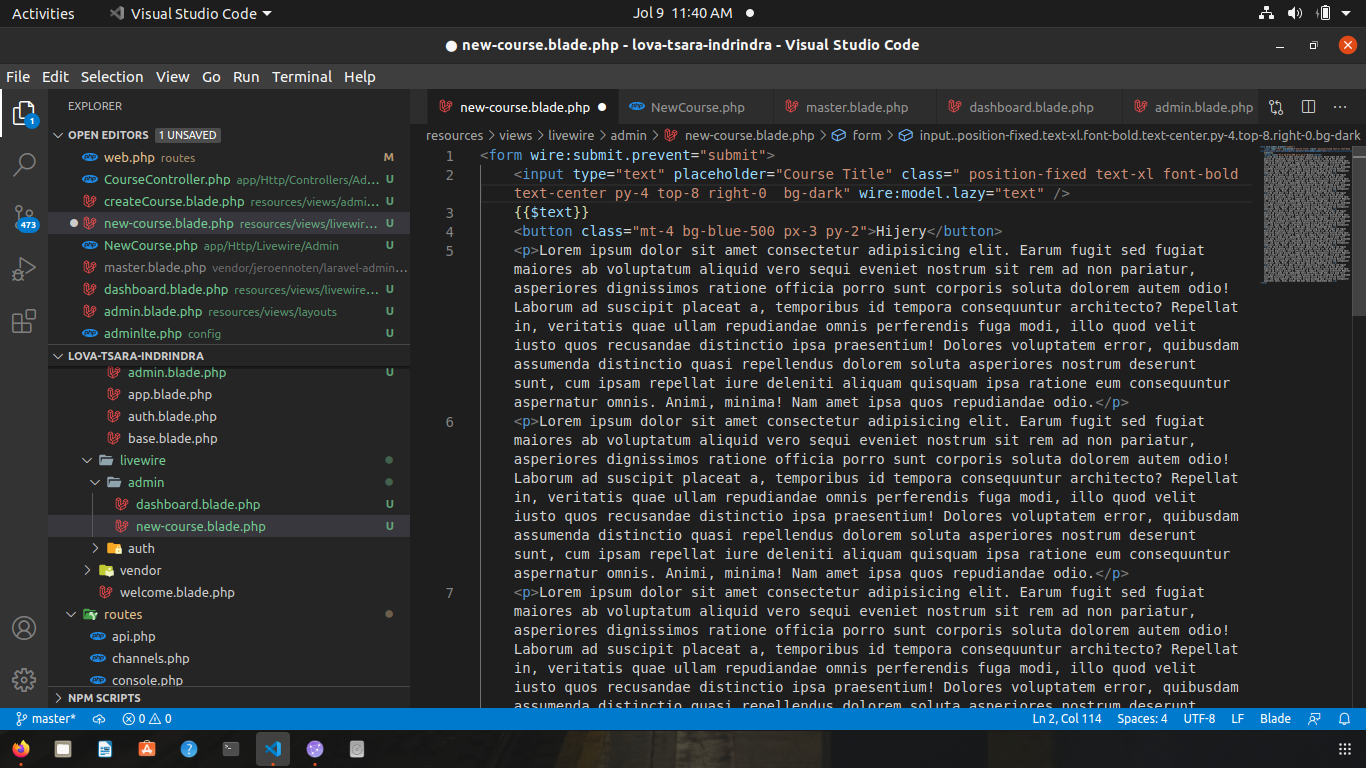 Activities
Visual Studio Code
Jul 9 11:40 AM
new-course.blade.php - lova-tsara-indrindra - Visual Studio Code
File Edit Selection View Go Run Terminal Help
EXPLORER
OPEN EDITORS 1 UNSAVED
web.php routes M
CourseController.php app/Http/Controllers/Ad... U
createCourse.blade.php resources/views/admi... U
new-course.blade.php resources/views/livewir... U
NewCourse.php app/Http/Livewire/Admin U
master.blade.php vendor/jeroennoten/laravel-admin...
dashboard.blade.php resources/views/livewire... U
admin.blade.php resources/views/layouts U
adminlte.php config U
LOVA-TSARA-INDRINDRA
admin.blade.php U
app.blade.php
auth.blade.php
base.blade.php
livewire
admin
dashboard.blade.php U
new-course.blade.php U
auth
vendor
welcome.blade.php
routes
api.php
channels.php
console.php
NPM SCRIPTS
1
473
new-course.blade.php NewCourse.php master.blade.php dashboard.blade.php admin.blade.php
resources > views > livewire > admin > new-course.blade.php > form > input..position-fixed.text-xl.font-bold.text-center.py-4.top-8.right-0.bg-dark
1 <form wire:submit.prevent="submit">
2 <input type="text" placeholder="Course Title" class=" position-fixed text-xl font-bold
text-center py-4 top-8 right-0  bg-dark" wire:model.lazy="text" />
3 {{$text}}
4 <button class="mt-4 bg-blue-500 px-3 py-2">Hijery</button>
5 <p>Lorem ipsum dolor sit amet consectetur adipisicing elit. Earum fugit sed fugiat
maiores ab voluptatum aliquid vero sequi eveniet nostrum sit rem ad non pariatur,
asperiores dignissimos ratione officia porro sunt corporis soluta dolorem autem odio!
Laborum ad suscipit placeat a, temporibus id tempora consequuntur architecto? Repellat
in, veritatis quae ullam repudiandae omnis perferendis fuga modi, illo quod velit
iusto quos recusandae distinctio ipsa praesentium! Dolores voluptatem error, quibusdam
assumenda distinctio quasi repellendus dolorem soluta asperiores nostrum deserunt
sunt, cum ipsam repellat iure deleniti aliquam quisquam ipsa ratione eum consequuntur
aspernatur omnis. Animi, minima! Nam amet ipsa quos repudiandae odio.</p>
6 <p>Lorem ipsum dolor sit amet consectetur adipisicing elit. Earum fugit sed fugiat
maiores ab voluptatum aliquid vero sequi eveniet nostrum sit rem ad non pariatur,
asperiores dignissimos ratione officia porro sunt corporis soluta dolorem autem odio!
Laborum ad suscipit placeat a, temporibus id tempora consequuntur architecto? Repellat
in, veritatis quae ullam repudiandae omnis perferendis fuga modi, illo quod velit
iusto quos recusandae distinctio ipsa praesentium! Dolores voluptatem error, quibusdam
assumenda distinctio quasi repellendus dolorem soluta asperiores nostrum deserunt
sunt, cum ipsam repellat iure deleniti aliquam quisquam ipsa ratione eum consequuntur
aspernatur omnis. Animi, minima! Nam amet ipsa quos repudiandae odio.</p>
7 <p>Lorem ipsum dolor sit amet consectetur adipisicing elit. Earum fugit sed fugiat
maiores ab voluptatum aliquid vero sequi eveniet nostrum sit rem ad non pariatur,
asperiores dignissimos ratione officia porro sunt corporis soluta dolorem autem odio!
Laborum ad suscipit placeat a, temporibus id tempora consequuntur architecto? Repellat
in, veritatis quae ullam repudiandae omnis perferendis fuga modi, illo quod velit
iusto quos recusandae distinctio ipsa praesentium! Dolores voluptatem error, quibusdam
assumenda distinctio quasi repellendus dolorem soluta asperiores nostrum deserunt
master* 0 0 Ln 2, Col 114 Spaces: 4 UTF-8 LF Blade